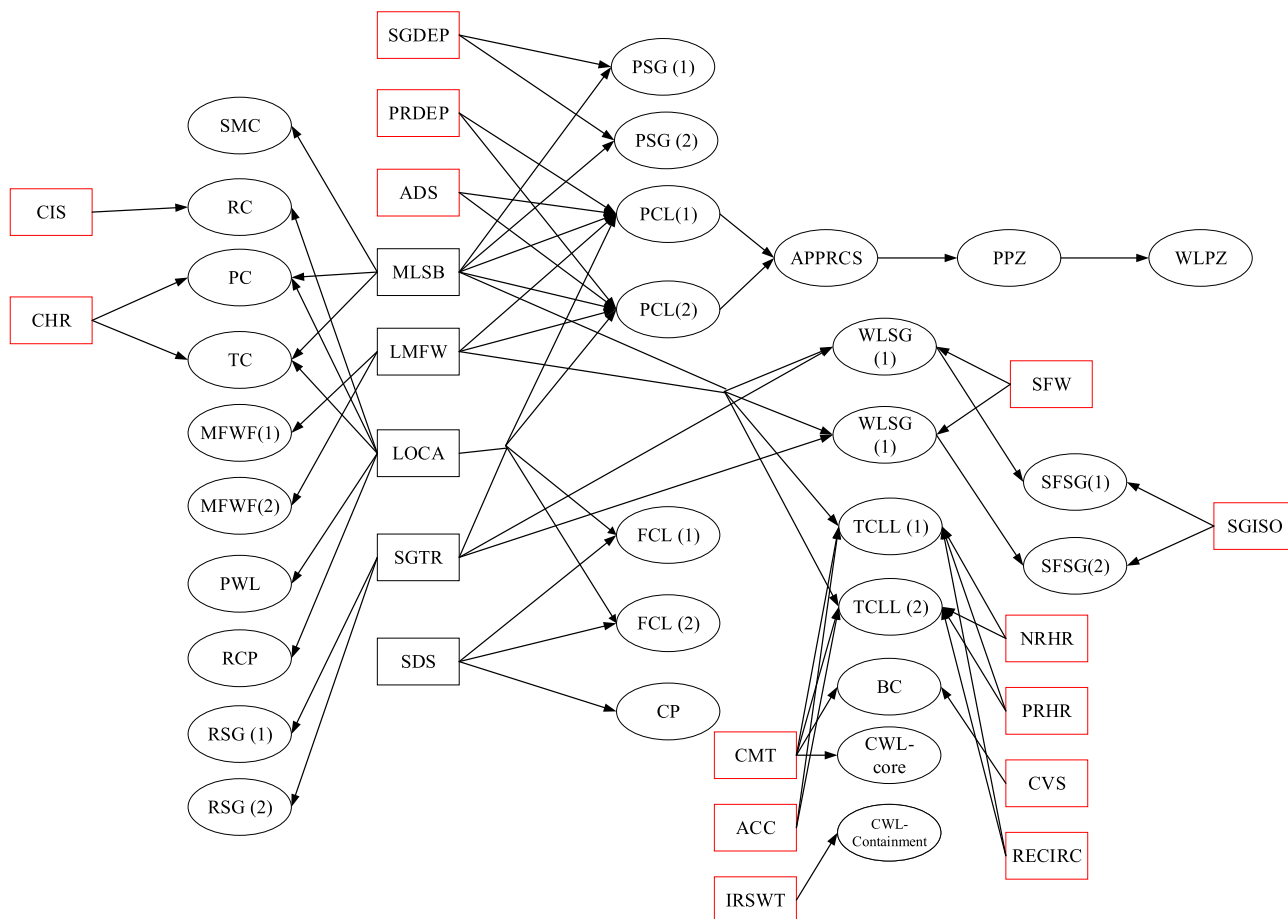 SGDEP
PSG (1)
PRDEP
SMC
PSG (2)
ADS
CIS
RC
PCL(1)
MLSB
PC
APPRCS
PPZ
WLPZ
CHR
PCL(2)
LMFW
TC
WLSG
(1)
SFW
MFWF(1)
WLSG
(1)
LOCA
SFSG(1)
MFWF(2)
TCLL (1)
SGISO
FCL (1)
SGTR
SFSG(2)
PWL
TCLL (2)
FCL (2)
NRHR
RCP
SDS
BC
CP
PRHR
RSG (1)
CMT
CWL-
core
CVS
RSG (2)
ACC
CWL-
Containment
RECIRC
IRSWT